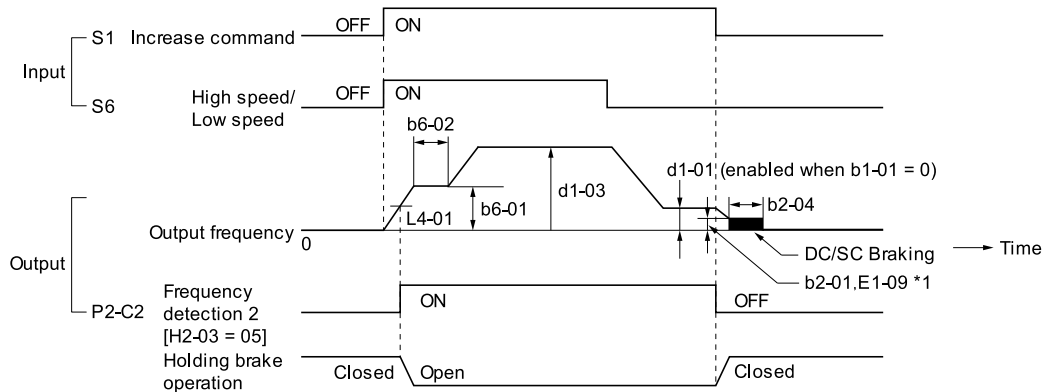 S1 Increase command OFF ON
Input
S6 High speed/
Low speed OFF ON
b6-02
d1-01 (enabled when b1-01 = 0)
d1-03
b2-04
L4-01
b6-01
Output frequency
0
DC/SC Braking
Time
b2-01,E1-09 *1
Output
P2-C2 Frequency
detection 2
[H2-03 = 05]
ON
OFF
Holding brake
operation
Closed
Open
Closed